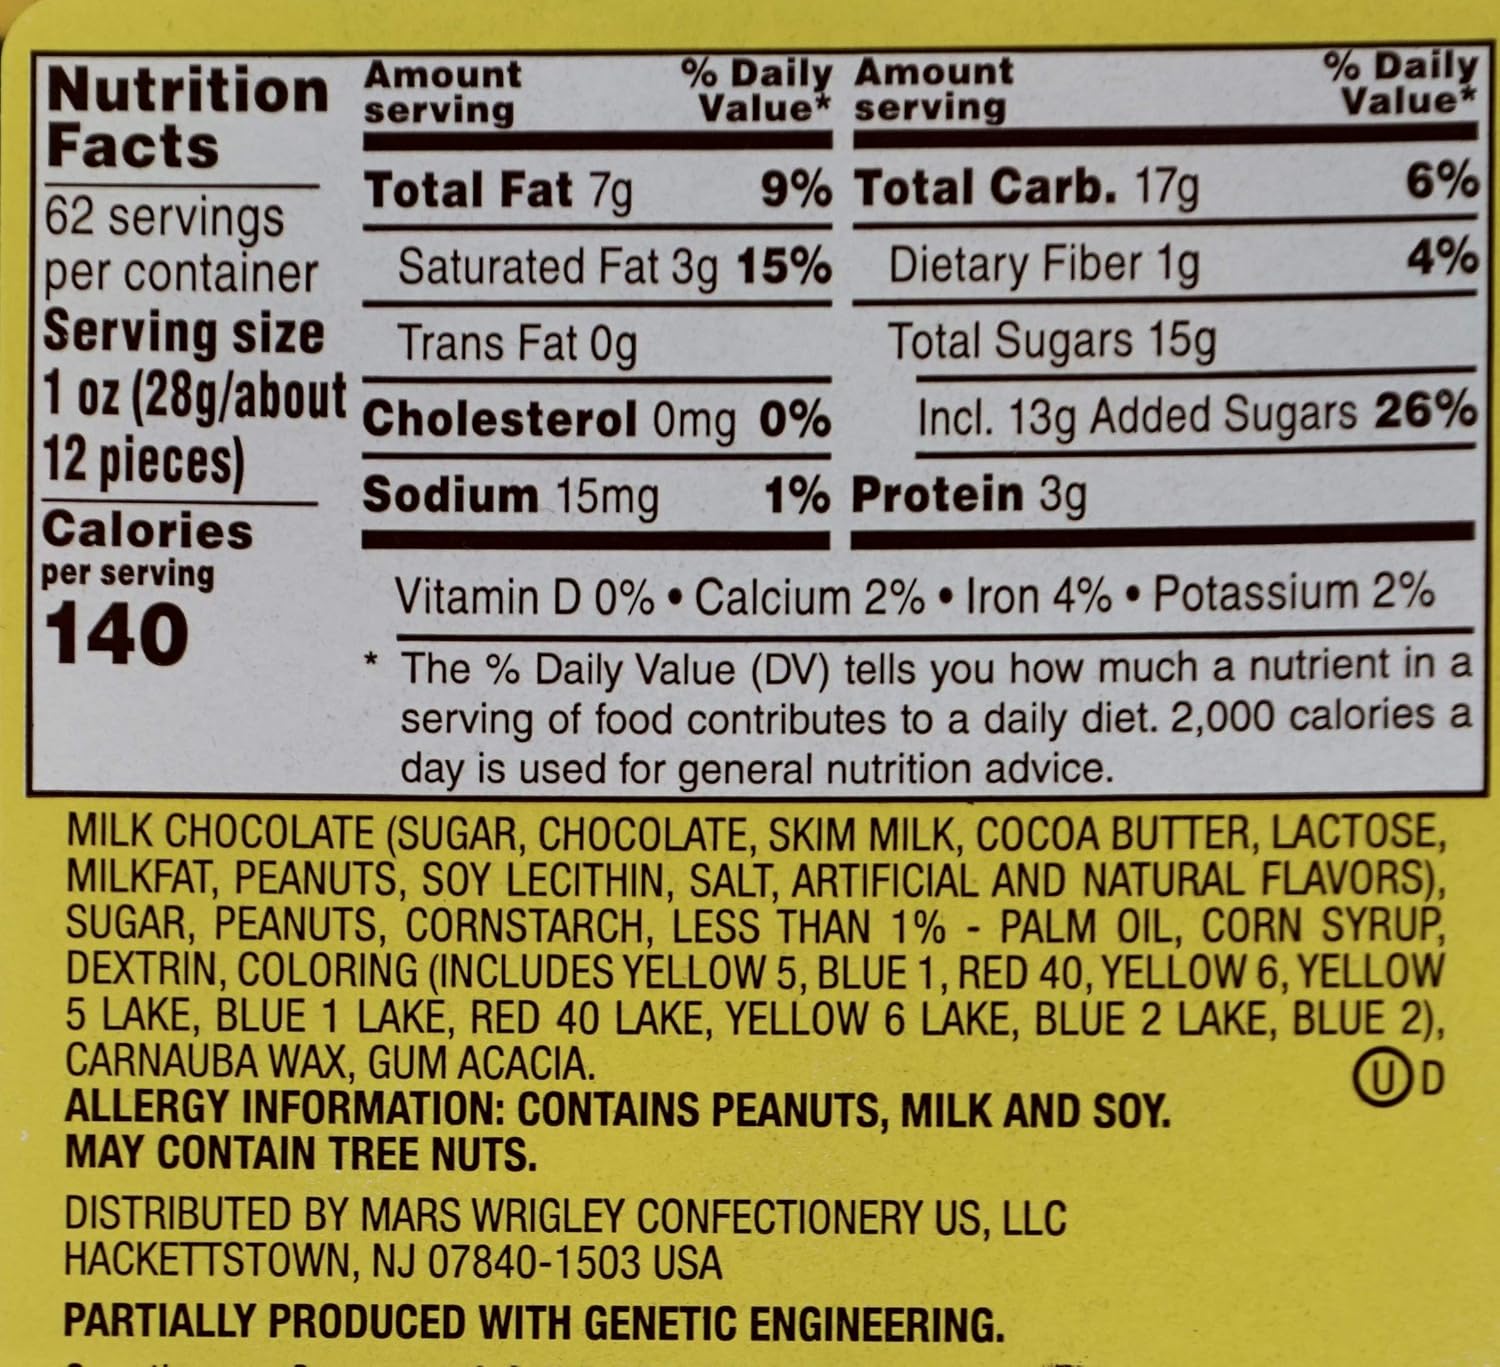 Nutrition
Facts
62 servings
per container
Serving size
1 oz (28g/about
12 pieces)
Calories
per serving
140
Amount
serving
% Daily
Value*
Total Fat 7g 9%
Saturated Fat 3g 15%
Trans Fat 0g
Cholesterol 0mg 0%
Sodium 15mg 1%
Amount
serving
% Daily
Value*
Total Carb. 17g 6%
Dietary Fiber 1g 4%
Total Sugars 15g
Incl. 13g Added Sugars 26%
Protein 3g
Vitamin D 0% • Calcium 2% • Iron 4% • Potassium 2%
* The % Daily Value (DV) tells you how much a nutrient in a
serving of food contributes to a daily diet. 2,000 calories a
day is used for general nutrition advice.
MILK CHOCOLATE (SUGAR, CHOCOLATE, SKIM MILK, COCOA BUTTER, LACTOSE,
MILKFAT, PEANUTS, SOY LECITHIN, SALT, ARTIFICIAL AND NATURAL FLAVORS),
SUGAR, PEANUTS, CORNSTARCH, LESS THAN 1% - PALM OIL, CORN SYRUP,
DEXTRIN, COLORING (INCLUDES YELLOW 5, BLUE 1, RED 40, YELLOW 6, YELLOW
5 LAKE, BLUE 1 LAKE, RED 40 LAKE, YELLOW 6 LAKE, BLUE 2 LAKE, BLUE 2),
CARNAUBA WAX, GUM ACACIA.
U D
ALLERGY INFORMATION: CONTAINS PEANUTS, MILK AND SOY.
MAY CONTAIN TREE NUTS.
DISTRIBUTED BY MARS WRIGLEY CONFECTIONERY US, LLC
HACKETTSTOWN, NJ 07840-1503 USA
PARTIALLY PRODUCED WITH GENETIC ENGINEERING.